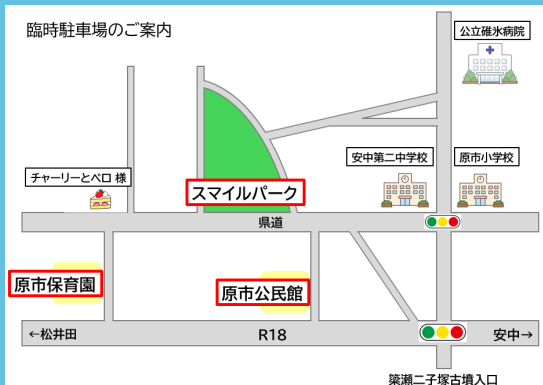 臨時駐車場のご案内
公立碓氷病院
安中第二中学校
原市小学校
チャーリーとペロ 様
スマイルパーク
県道
原市保育園
原市公民館
←松井田
R18
安中→
簗瀬二子塚古墳入口